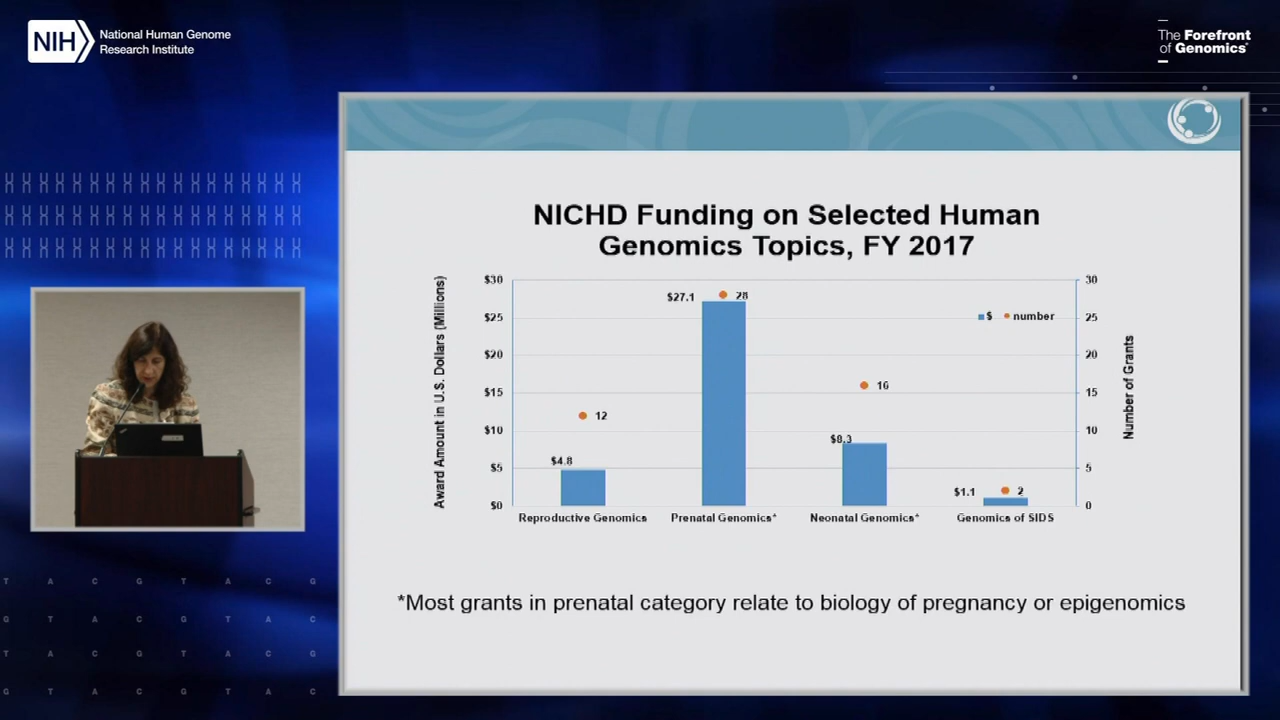 NIH
National Human Genome
Research Institute
The Forefront
of Genomics
NICHD Funding on Selected Human
Genomics Topics, FY 2017
Award Amount in U.S. Dollars (Millions)
$30
$25
$20
$15
$10
$5
$0
$4.8
12
$27.1
28
$8.3
16
$1.1
2
$ number
30
25
20
15
10
5
0
Number of Grants
Reproductive Genomics
Prenatal Genomics*
Neonatal Genomics*
Genomics of SIDS
*Most grants in prenatal category relate to biology of pregnancy or epigenomics
T A C G T A C G
G T A C G T A C
T A C G T A C G
G T A C G T A C